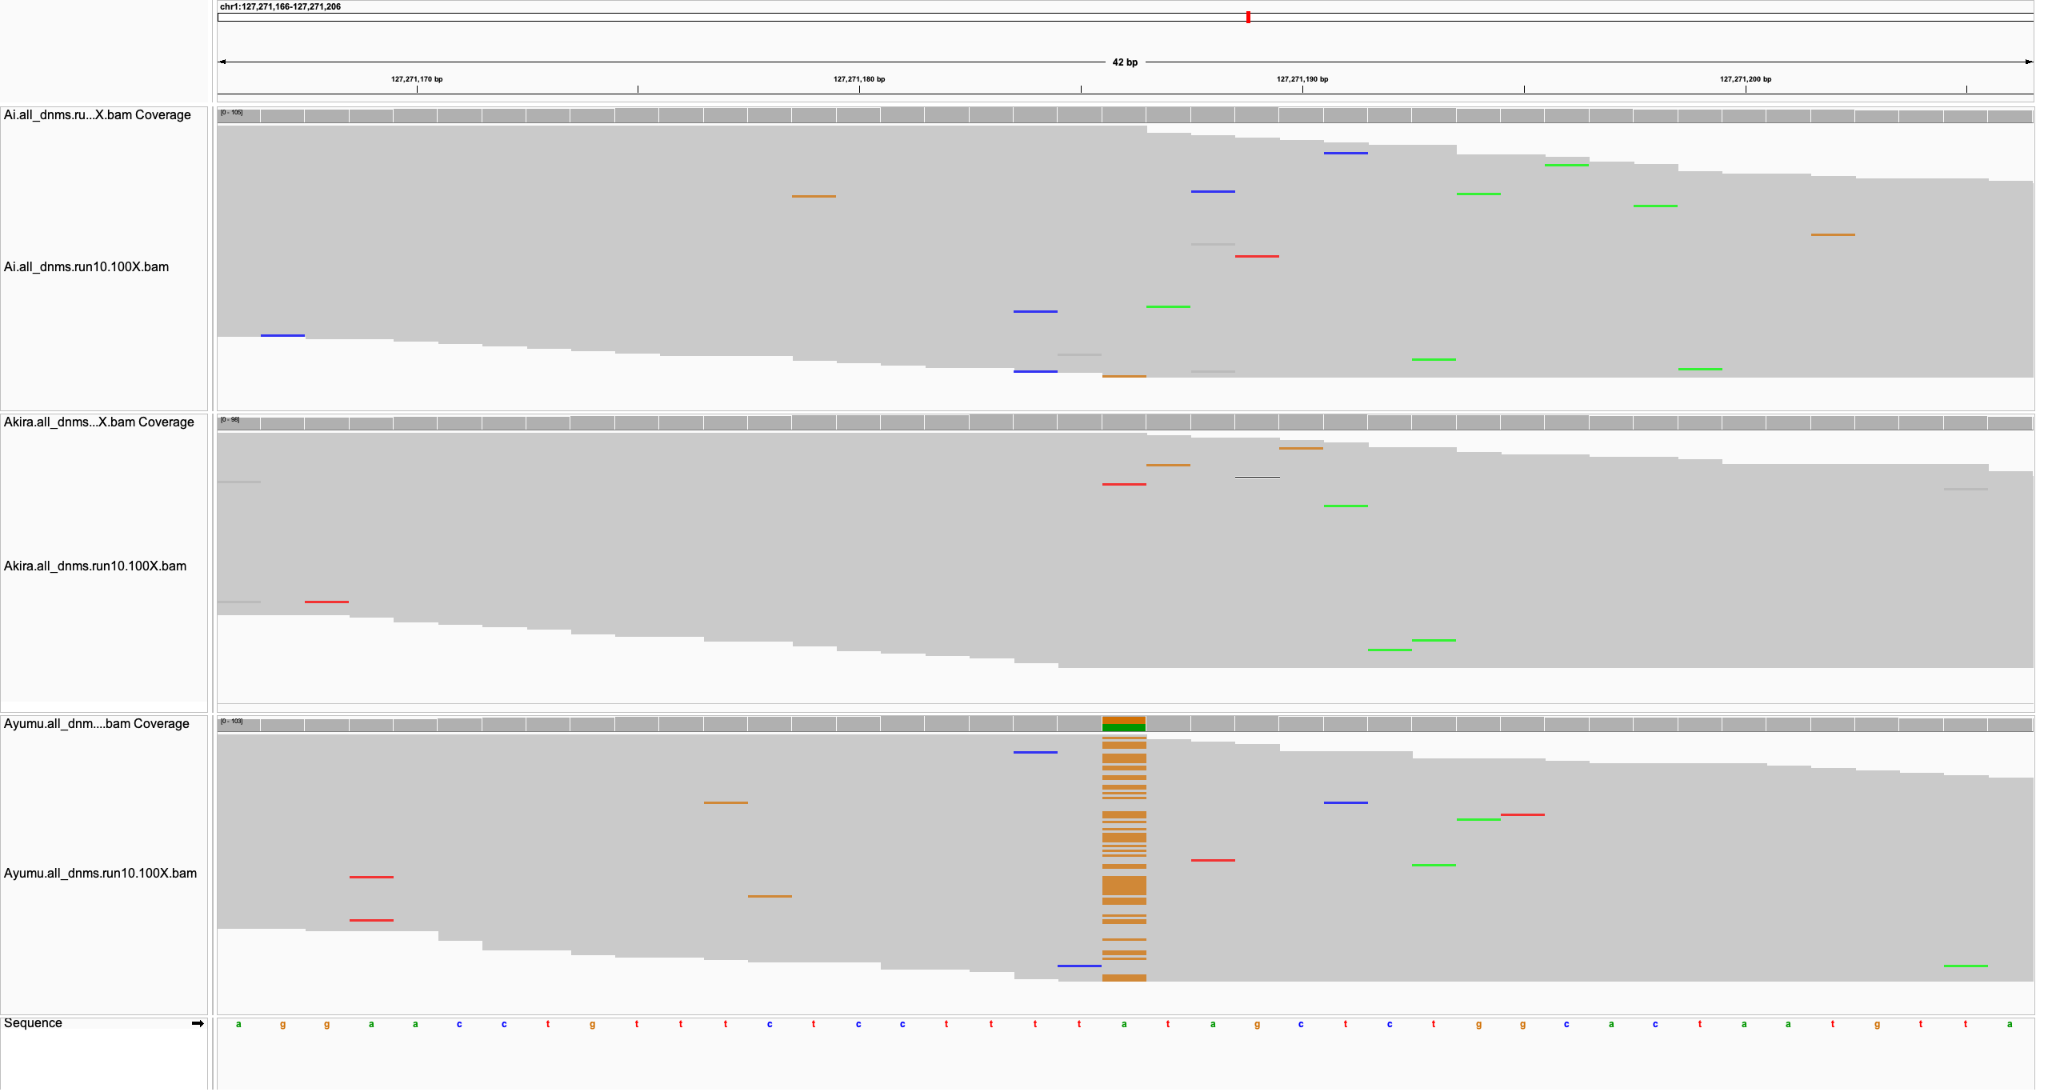 chr1:127,271,166-127,271,206
42 bp
127,271,170 bp 127,271,180 bp 127,271,190 bp 127,271,200 bp
Ai.all_dnms.ru...X.bam Coverage
[0 - 105]
Ai.all_dnms.run10.100X.bam
Akira.all_dnms...X.bam Coverage
[0 - 98]
Akira.all_dnms.run10.100X.bam
Ayumu.all_dnm....bam Coverage
[0 - 103]
Ayumu.all_dnms.run10.100X.bam
Sequence
a g g a a c c t g t t t c t c c t t t t a t a g c t c t g g c a c t a a t g t t a